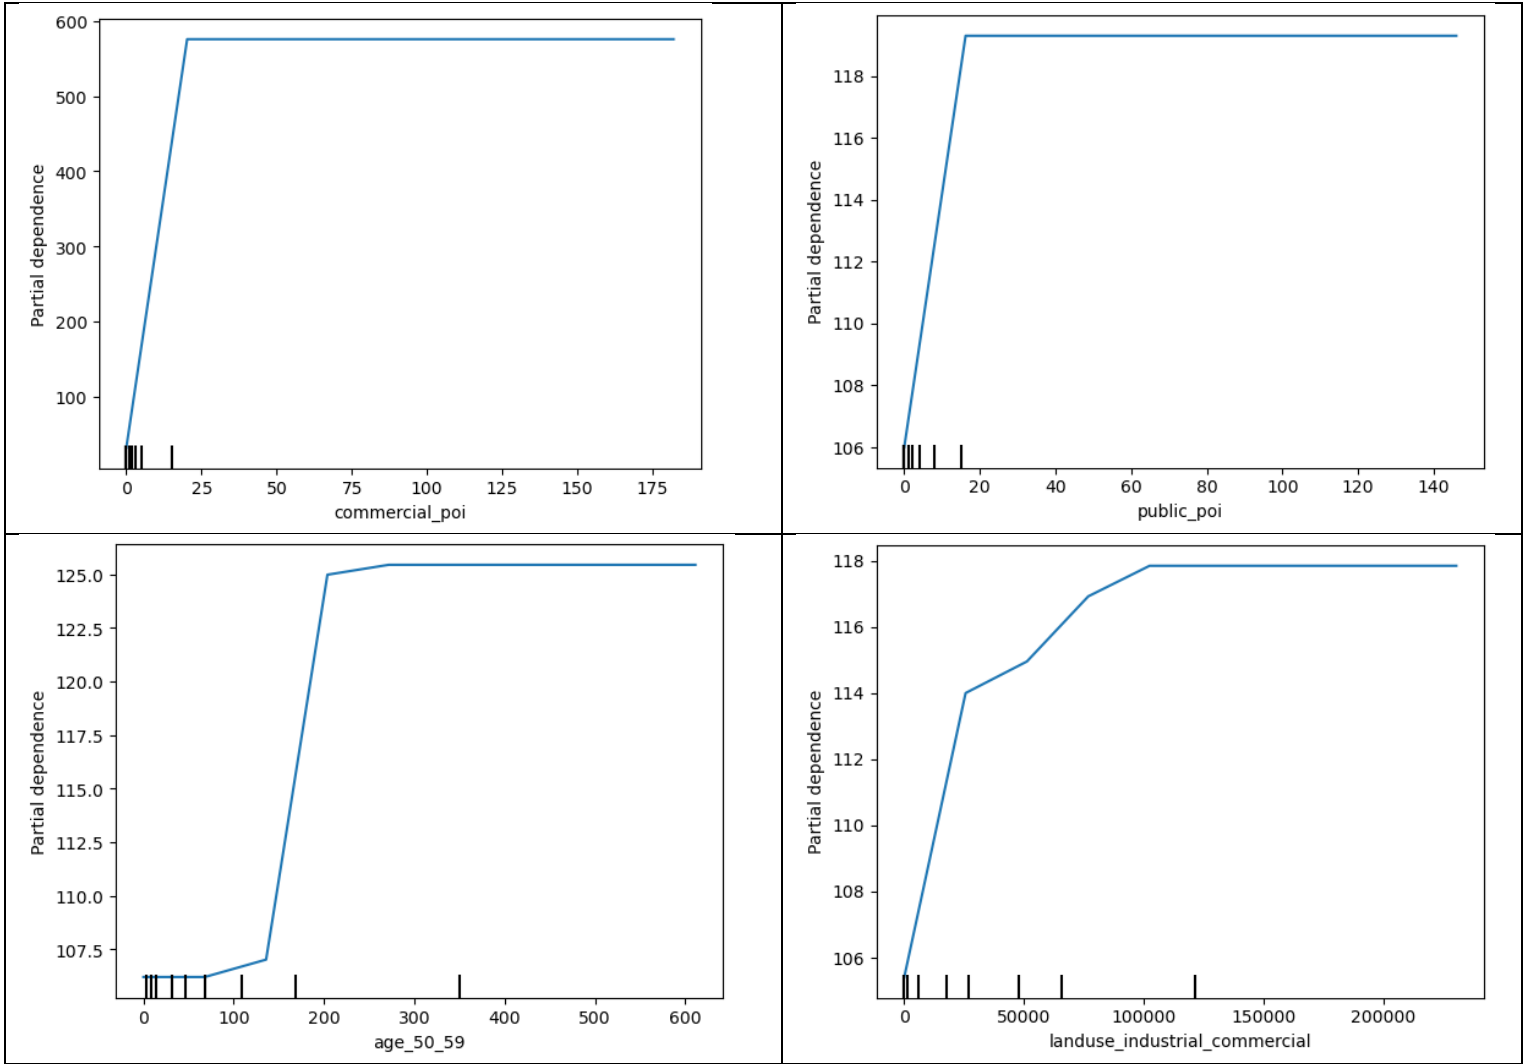 600
500
400
300
200
100
Partial dependence
0 25 50 75 100 125 150 175
commercial_poi
118
116
114
112
110
108
106
Partial dependence
0 20 40 60 80 100 120 140
public_poi
125.0
122.5
120.0
117.5
115.0
112.5
110.0
107.5
Partial dependence
0 100 200 300 400 500 600
age_50_59
118
116
114
112
110
108
106
Partial dependence
0 50000 100000 150000 200000
landuse_industrial_commercial